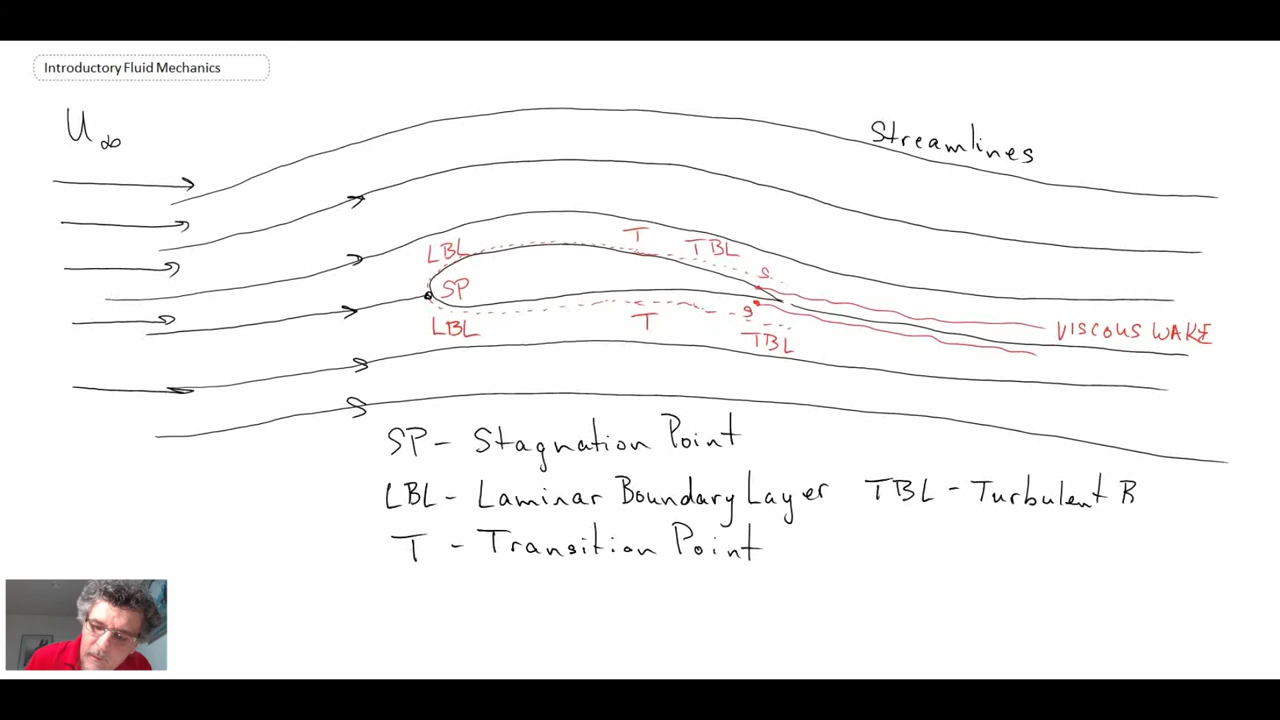 Introductory Fluid Mechanics
U∞
Streamlines
LBL T TBL
S
SP
S
LBL T TBL
VISCOUS WAKE
SP - Stagnation Point
LBL - Laminar Boundary Layer TBL - Turbulent B
T - Transition Point